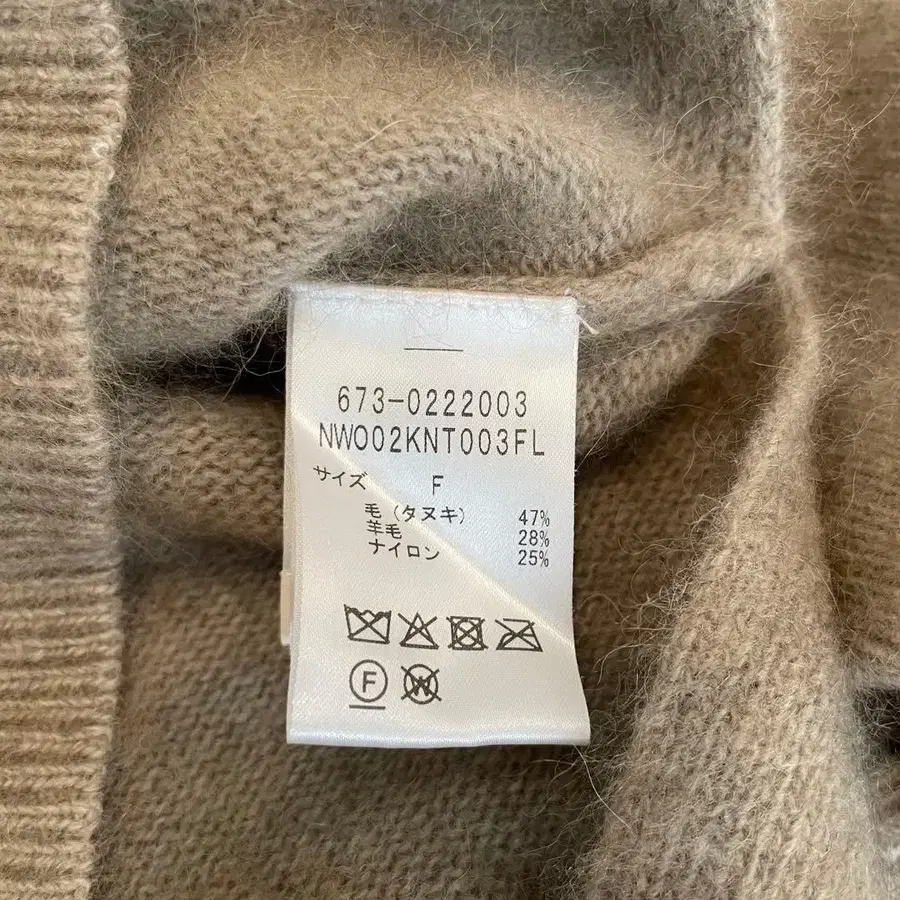 673-0222003
NW002KNT003FL
サイズ F
毛（タヌキ） 47%
羊毛 28%
ナイロン 25%
F W